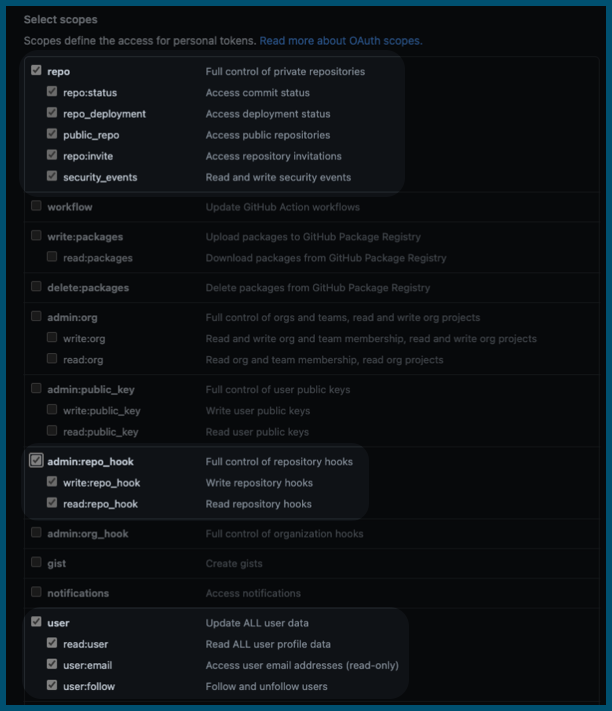 Select scopes
Scopes define the access for personal tokens. Read more about OAuth scopes.
repo Full control of private repositories
repo:status Access commit status
repo_deployment Access deployment status
public_repo Access public repositories
repo:invite Access repository invitations
security_events Read and write security events
workflow Update GitHub Action workflows
write:packages Upload packages to GitHub Package Registry
read:packages Download packages from GitHub Package Registry
delete:packages Delete packages from GitHub Package Registry
admin:org Full control of orgs and teams, read and write org projects
write:org Read and write org and team membership, read and write org projects
read:org Read org and team membership, read org projects
admin:public_key Full control of user public keys
write:public_key Write user public keys
read:public_key Read user public keys
admin:repo_hook Full control of repository hooks
write:repo_hook Write repository hooks
read:repo_hook Read repository hooks
admin:org_hook Full control of organization hooks
gist Create gists
notifications Access notifications
user Update ALL user data
read:user Read ALL user profile data
user:email Access user email addresses (read-only)
user:follow Follow and unfollow users